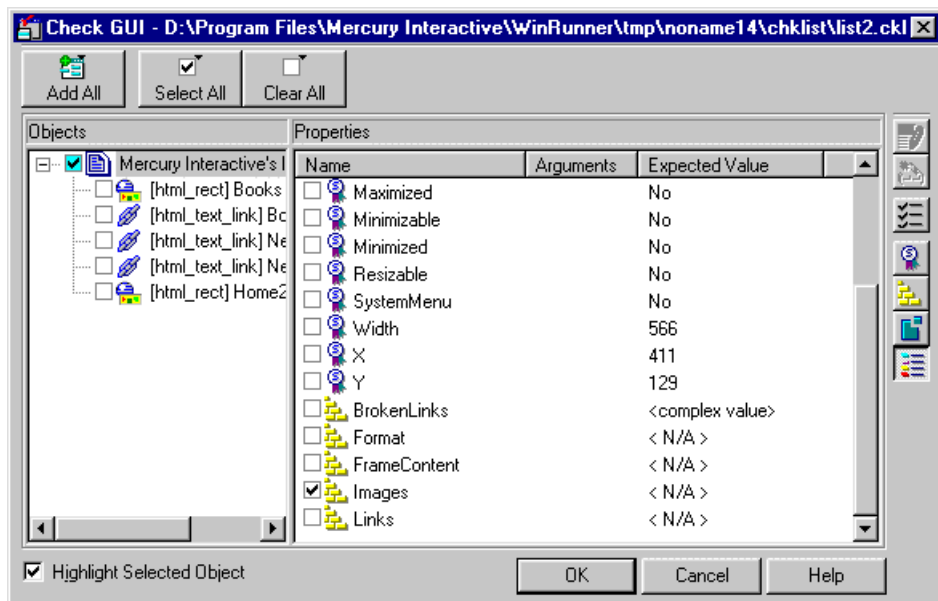 Check GUI - D:\Program Files\Mercury Interactive\WinRunner\tmp\noname14\chklist\list2.ckl
Add All Select All Clear All
Objects Properties
Mercury Interactive's
Name Arguments Expected Value
[html_rect] Books
[html_text_link] Bo
[html_text_link] Ne
[html_text_link] Ne
[html_rect] Home2
Maximized No
Minimizable No
Minimized No
Resizable No
SystemMenu No
Width 566
X 411
Y 129
BrokenLinks <complex value>
Format < N/A >
FrameContent < N/A >
Images < N/A >
Links < N/A >
Highlight Selected Object
OK Cancel Help